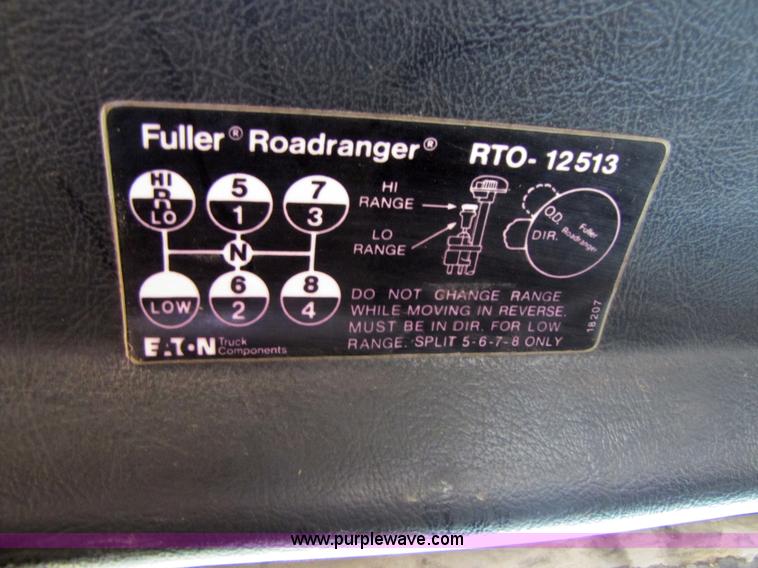 Fuller® Roadranger® RTO-12513
HI
R
LO
5
1
7
3
N
LOW
6
2
8
4
HI
RANGE
LO
RANGE
O.D.
DIR.
Fuller
Roadranger
DO NOT CHANGE RANGE
WHILE MOVING IN REVERSE.
MUST BE IN DIR. FOR LOW
RANGE. SPLIT 5-6-7-8 ONLY
18207
EAT•N Truck
Components
www.purplewave.com